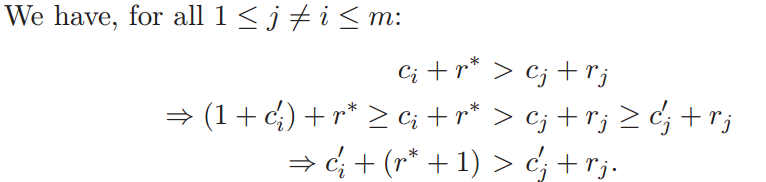 We have, for all 1 ≤ j ≠ i ≤ m:
c_i + r^* > c_j + r_j
⇒ (1 + c'_i) + r^* ≥ c_i + r^* > c_j + r_j ≥ c'_j + r_j
⇒ c'_i + (r^* + 1) > c'_j + r_j.